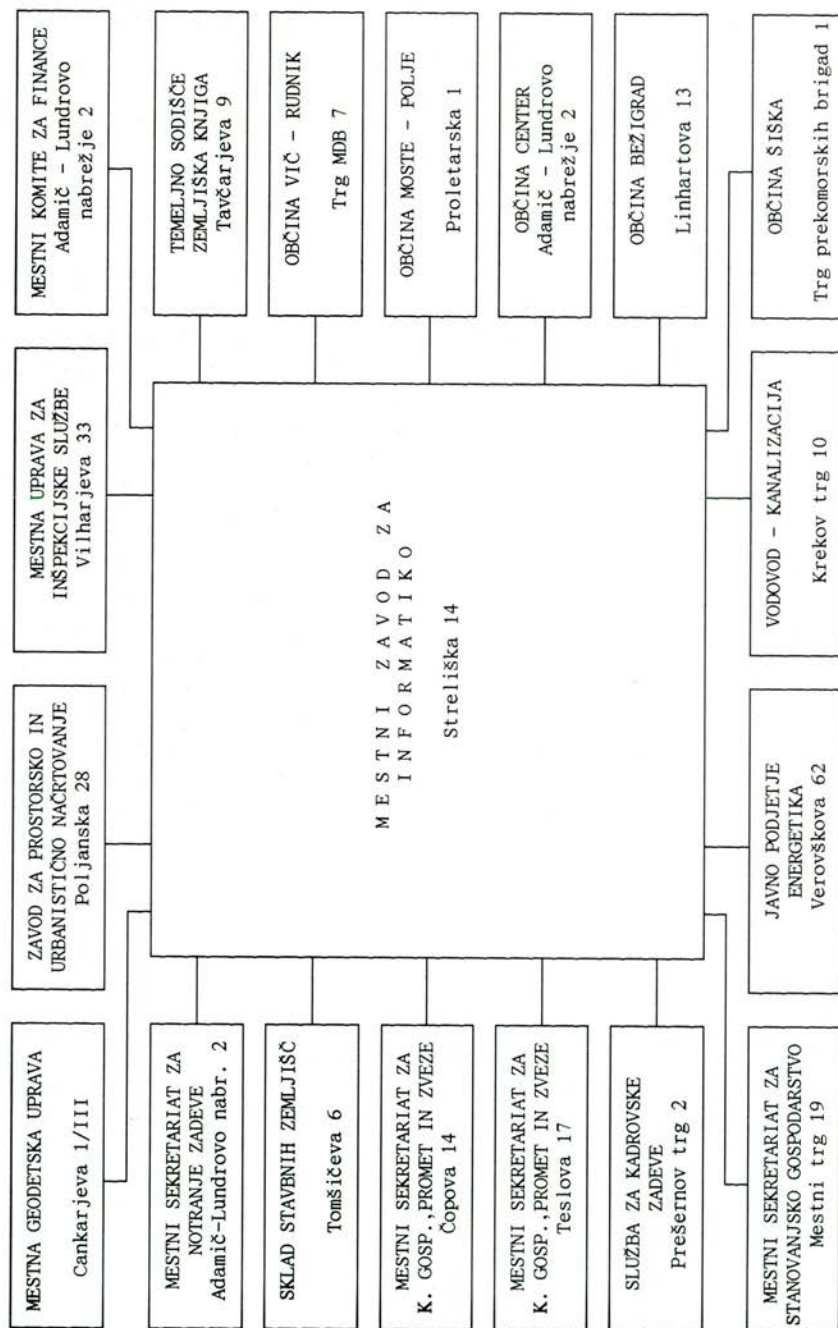 MESTNA GEODETSKA UPRAVA
Cankarjeva 1/III
ZAVOD ZA PROSTORSKO IN
URBANISTIČNO NAČRTOVANJE
Poljanska 28
MESTNA UPRAVA ZA
INŠPEKCIJSKE SLUŽBE
Vilharjeva 33
MESTNI KOMITE ZA FINANCE
Adamič – Lundrovo
nabrežje 2
MESTNI SEKRETARIAT ZA
NOTRANJE ZADEVE
Adamič-Lundrovo nabr. 2
SKLAD STAVBNIH ZEMLJIŠČ
Tomšičeva 6
MESTNI SEKRETARIAT ZA
K. GOSP.,PROMET IN ZVEZE
Čopova 14
MESTNI SEKRETARIAT ZA
K. GOSP.,PROMET IN ZVEZE
Teslova 17
SLUŽBA ZA KADROVSKE
ZADEVE
Prešernov trg 2
MESTNI ZAVOD ZA
INFORMATIKO
Streliška 14
TEMELJNO SODIŠČE
ZEMLJIŠKA KNJIGA
Tavčarjeva 9
OBČINA VIČ – RUDNIK
Trg MDB 7
OBČINA MOSTE – POLJE
Proletarska 1
OBČINA CENTER
Adamič – Lundrovo
nabrežje 2
OBČINA BEŽIGRAD
Linhartova 13
MESTNI SEKRETARIAT ZA
STANOVANJSKO GOSPODARSTVO
Mestni trg 19
JAVNO PODJETJE
ENERGETIKA
Verovškova 62
VODOVOD – KANALIZACIJA
Krekov trg 10
OBČINA ŠIŠKA
Trg prekomorskih brigad 1